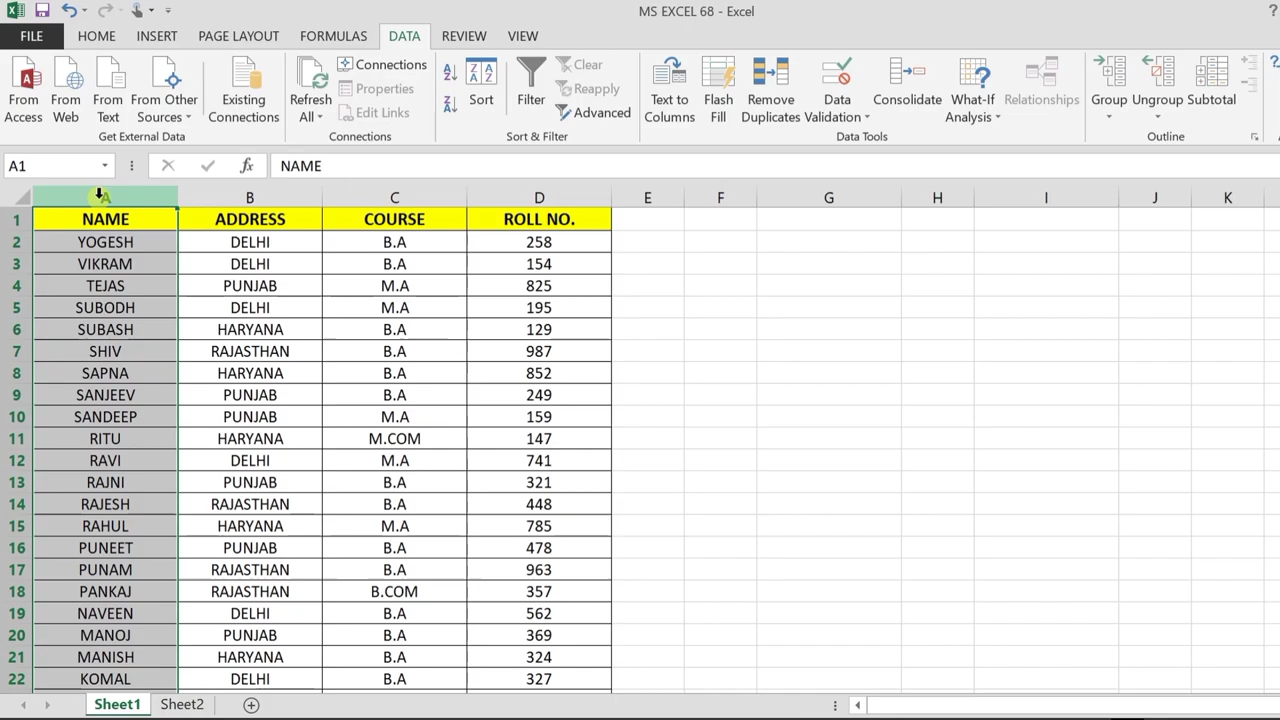 MS EXCEL 68 - Excel
?
FILE HOME INSERT PAGE LAYOUT FORMULAS DATA REVIEW VIEW
From Access
From Web
From Text
From Other Sources
Existing Connections
Get External Data
Refresh All
Connections
Properties
Edit Links
Connections
Sort
Filter
Clear
Reapply
Advanced
Sort & Filter
Text to Columns
Flash Fill
Remove Duplicates
Data Validation
Consolidate
What-If Analysis
Relationships
Data Tools
Group
Ungroup
Subtotal
Outline
A1 fx NAME
A B C D E F G H I J K
1 NAME ADDRESS COURSE ROLL NO.
2 YOGESH DELHI B.A 258
3 VIKRAM DELHI B.A 154
4 TEJAS PUNJAB M.A 825
5 SUBODH DELHI M.A 195
6 SUBASH HARYANA B.A 129
7 SHIV RAJASTHAN B.A 987
8 SAPNA HARYANA B.A 852
9 SANJEEV PUNJAB B.A 249
10 SANDEEP PUNJAB M.A 159
11 RITU HARYANA M.COM 147
12 RAVI DELHI M.A 741
13 RAJNI PUNJAB B.A 321
14 RAJESH RAJASTHAN B.A 448
15 RAHUL HARYANA M.A 785
16 PUNEET PUNJAB B.A 478
17 PUNAM RAJASTHAN B.A 963
18 PANKAJ RAJASTHAN B.COM 357
19 NAVEEN DELHI B.A 562
20 MANOJ PUNJAB B.A 369
21 MANISH HARYANA B.A 324
22 KOMAL DELHI B.A 327
Sheet1 Sheet2